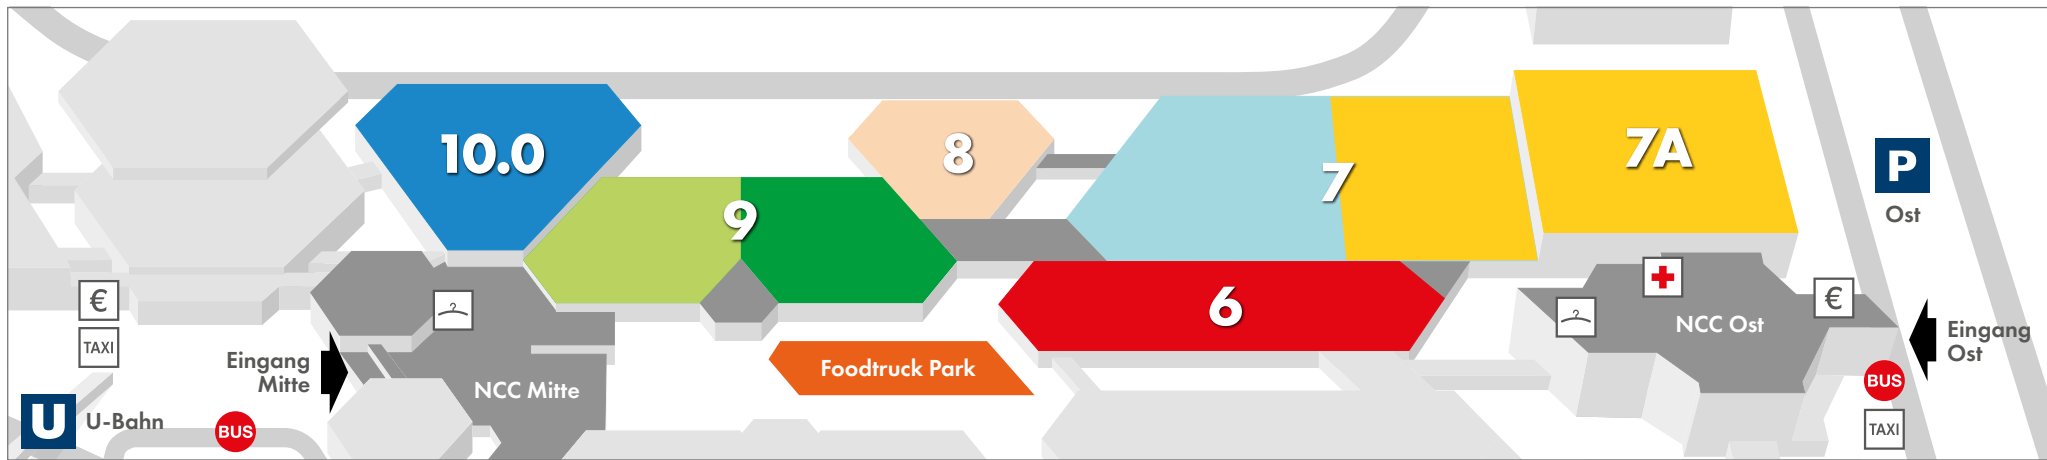 10.0
8
7
7A
9
6
P
Ost
€
TAXI
Eingang
Mitte
U
U-Bahn
BUS
NCC Mitte
Foodtruck Park
NCC Ost
€
Eingang
Ost
BUS
TAXI